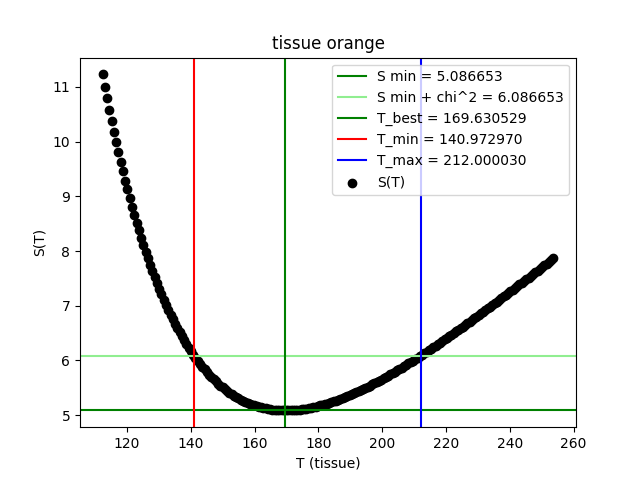 tissue orange
S min = 5.086653
S min + chi^2 = 6.086653
T_best = 169.630529
T_min = 140.972970
T_max = 212.000030
S(T)
S(T)
11
10
9
8
7
6
5
120 140 160 180 200 220 240 260
T (tissue)